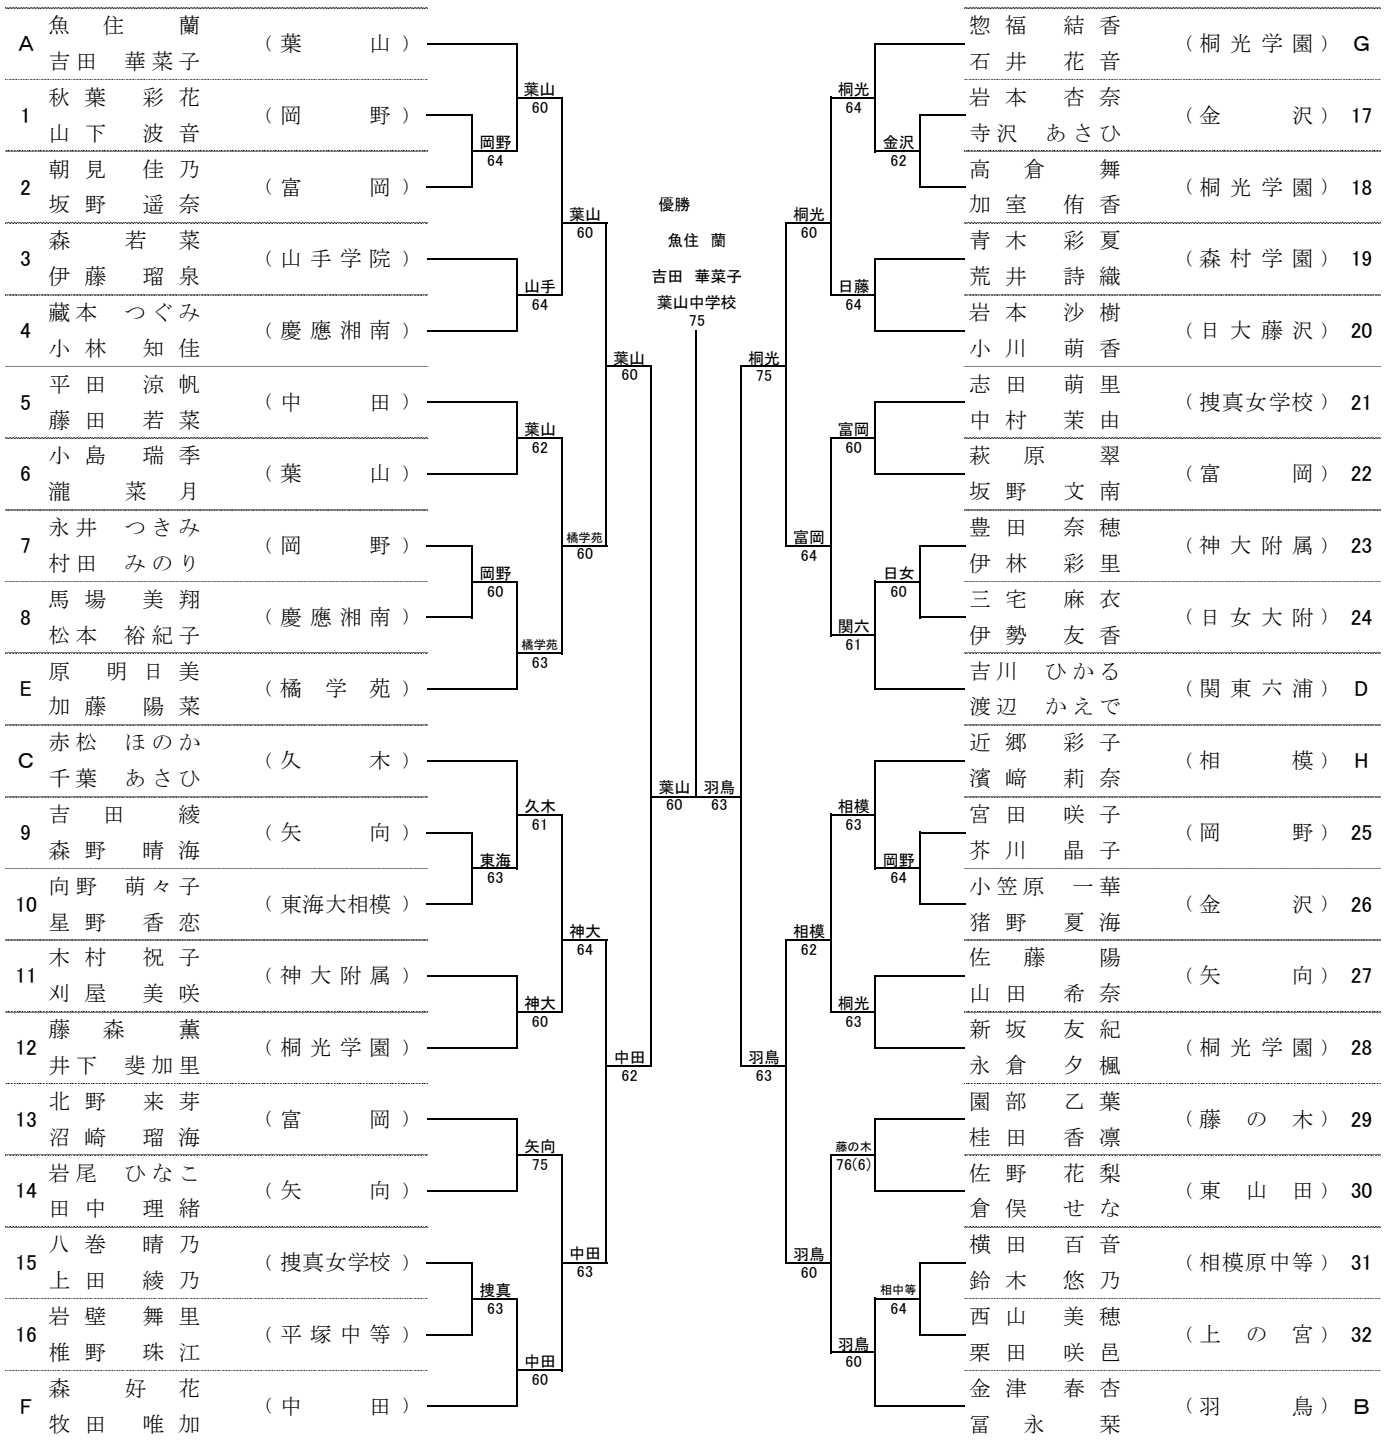 A 魚住 蘭 (葉山)
吉田 華菜子
1 秋葉 彩花 (岡野)
山下 波音
2 朝見 佳乃 (富岡)
坂野 遥奈
3 森 若菜 (山手学院)
伊藤 瑠泉
4 藏本 つぐみ (慶應湘南)
小林 知佳
5 平田 涼帆 (中田)
藤田 若菜
6 小島 瑞季 (葉山)
瀧 菜月
7 永井 つきみ (岡野)
村田 みのり
8 馬場 美翔 (慶應湘南)
松本 裕紀子
E 原 明日美 (橘学苑)
加藤 陽菜
C 赤松 ほのか (久木)
千葉 あさひ
9 吉田 綾 (矢向)
森野 晴海
10 向野 萌々子 (東海大相模)
星野 香恋
11 木村 祝子 (神大附属)
刈屋 美咲
12 藤森 薫 (桐光学園)
井下 斐加里
13 北野 来芽 (富岡)
沼崎 瑠海
14 岩尾 ひなこ (矢向)
田中 理緒
15 八巻 晴乃 (捜真女学校)
上田 綾乃
16 岩壁 舞里 (平塚中等)
椎野 珠江
F 森 好花 (中田)
牧田 唯加
岡野
64
岡野
60
東海
63
捜真
63
葉山
60
山手
64
葉山
62
橘学苑
63
久木
61
神大
60
矢向
75
中田
60
葉山
60
橘学苑
60
神大
64
中田
63
葉山
60
中田
62
葉山
60
優勝
魚住 蘭
吉田 華菜子
葉山中学校
75
羽鳥
63
桐光
75
羽鳥
63
桐光
60
富岡
64
相模
62
羽鳥
60
桐光
64
日藤
64
富岡
60
関六
61
相模
63
桐光
63
藤の木
76(6)
羽鳥
60
金沢
62
日女
60
岡野
64
相中等
64
惣福 結香 (桐光学園) G
石井 花音
岩本 杏奈 (金沢) 17
寺沢 あさひ
高倉 舞 (桐光学園) 18
加室 侑香
青木 彩夏 (森村学園) 19
荒井 詩織
岩本 沙樹 (日大藤沢) 20
小川 萌香
志田 萌里 (捜真女学校) 21
中村 茉由
萩原 翠 (富岡) 22
坂野 文南
豊田 奈穂 (神大附属) 23
伊林 彩里
三宅 麻衣 (日女大附) 24
伊勢 友香
吉川 ひかる (関東六浦) D
渡辺 かえで
近郷 彩子 (相模) H
濱﨑 莉奈
宮田 咲子 (岡野) 25
芥川 晶子
小笠原 一華 (金沢) 26
猪野 夏海
佐藤 陽 (矢向) 27
山田 希奈
新坂 友紀 (桐光学園) 28
永倉 夕楓
園部 乙葉 (藤の木) 29
桂田 香凛
佐野 花梨 (東山田) 30
倉俣 せな
横田 百音 (相模原中等) 31
鈴木 悠乃
西山 美穂 (上の宮) 32
栗田 咲邑
金津 春杏 (羽鳥) B
冨永 栞